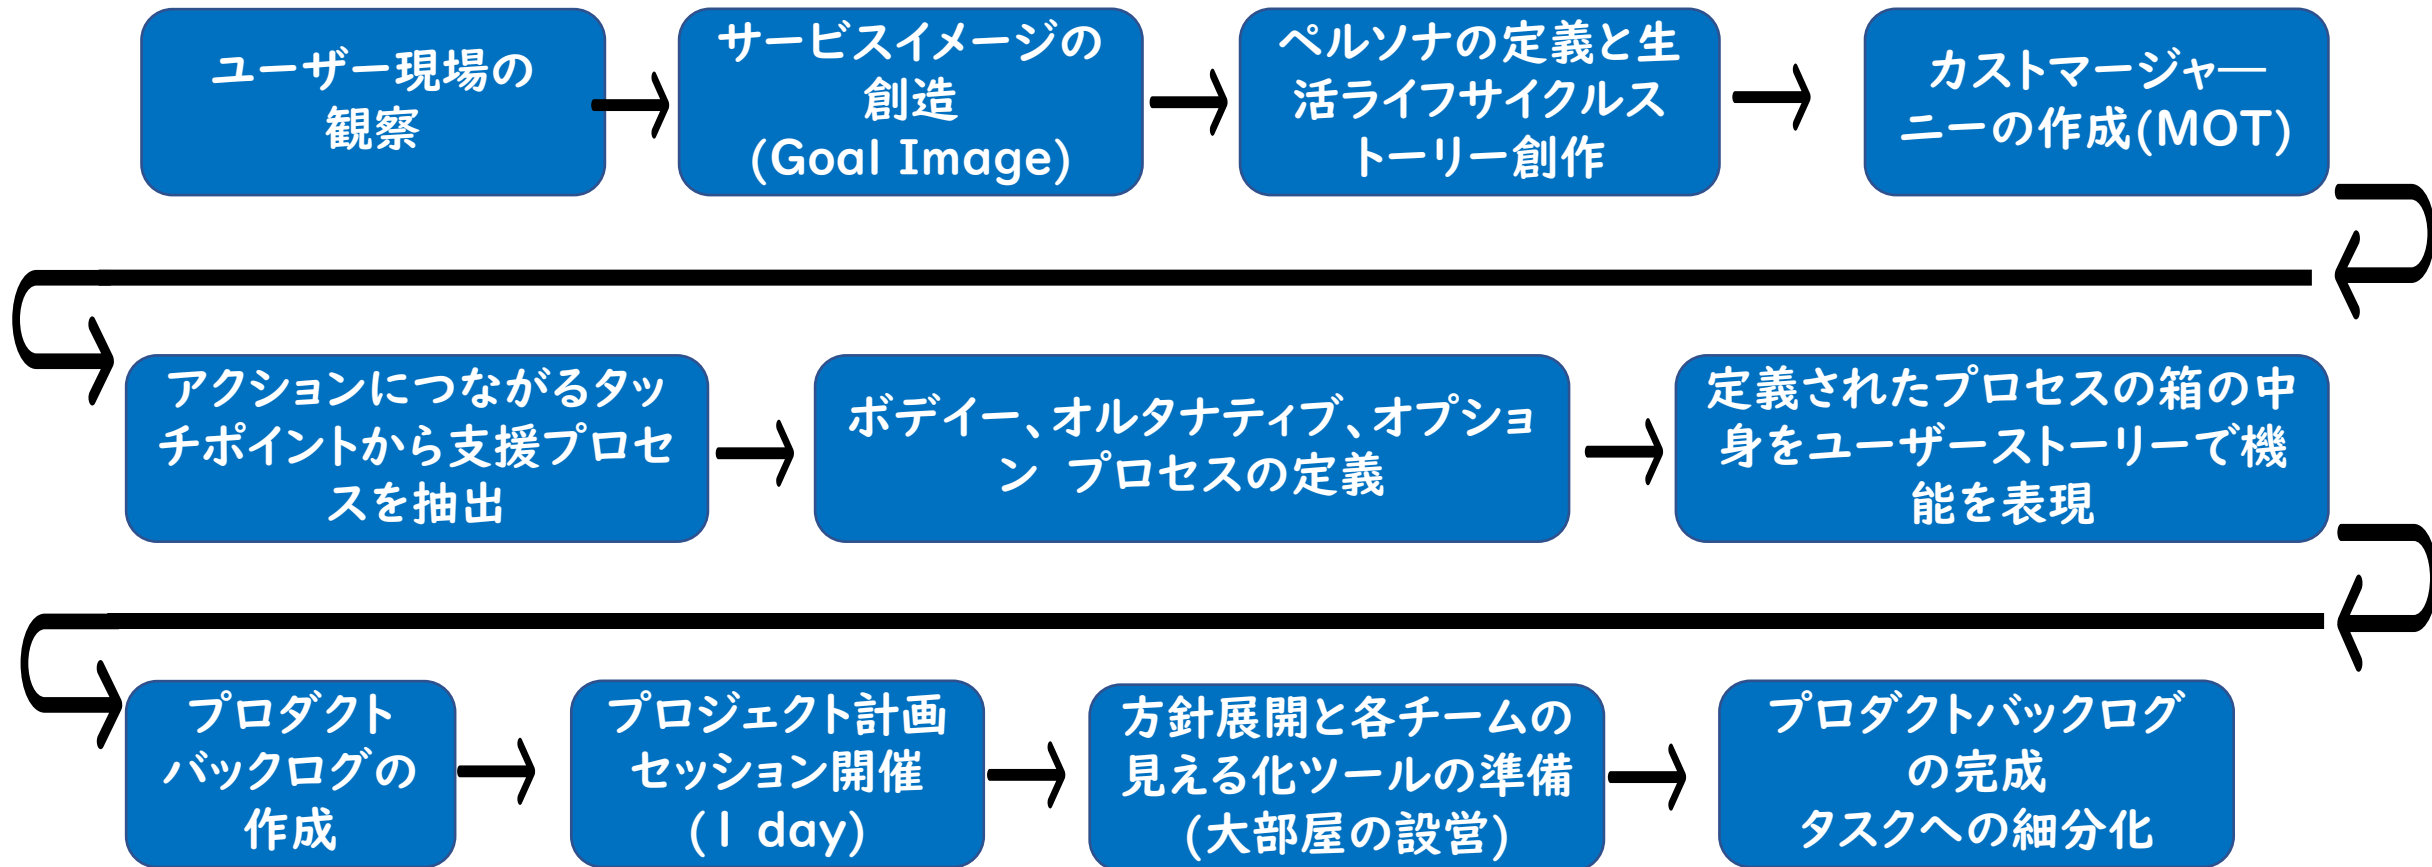 ユーザー現場の
観察
サービスイメージの
創造
(Goal Image)
ペルソナの定義と生
活ライフサイクルス
トーリー創作
カストマージャ―
ニーの作成(MOT)
アクションにつながるタッ
チポイントから支援プロセ
スを抽出
ボデイー、オルタナティブ、オプショ
ン プロセスの定義
定義されたプロセスの箱の中
身をユーザーストーリーで機
能を表現
プロダクト
バックログの
作成
プロジェクト計画
セッション開催
(1 day)
方針展開と各チームの
見える化ツールの準備
(大部屋の設営)
プロダクトバックログ
の完成
タスクへの細分化